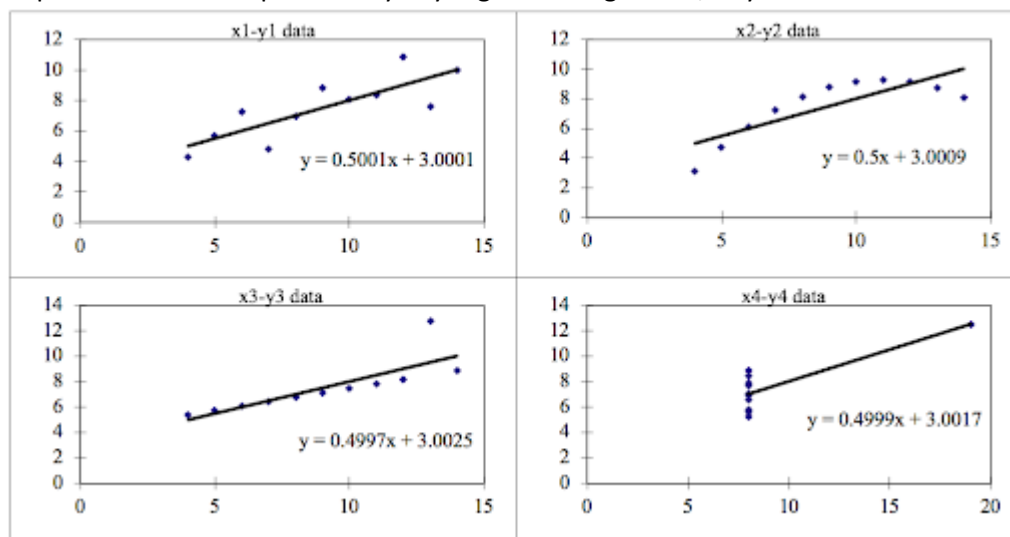 x1-y1 data
12
10
8
6
4
2
0
0 5 10 15
y = 0.5001x + 3.0001
x2-y2 data
12
10
8
6
4
2
0
0 5 10 15
y = 0.5x + 3.0009
x3-y3 data
14
12
10
8
6
4
2
0
0 5 10 15
y = 0.4997x + 3.0025
x4-y4 data
14
12
10
8
6
4
2
0
0 5 10 15 20
y = 0.4999x + 3.0017